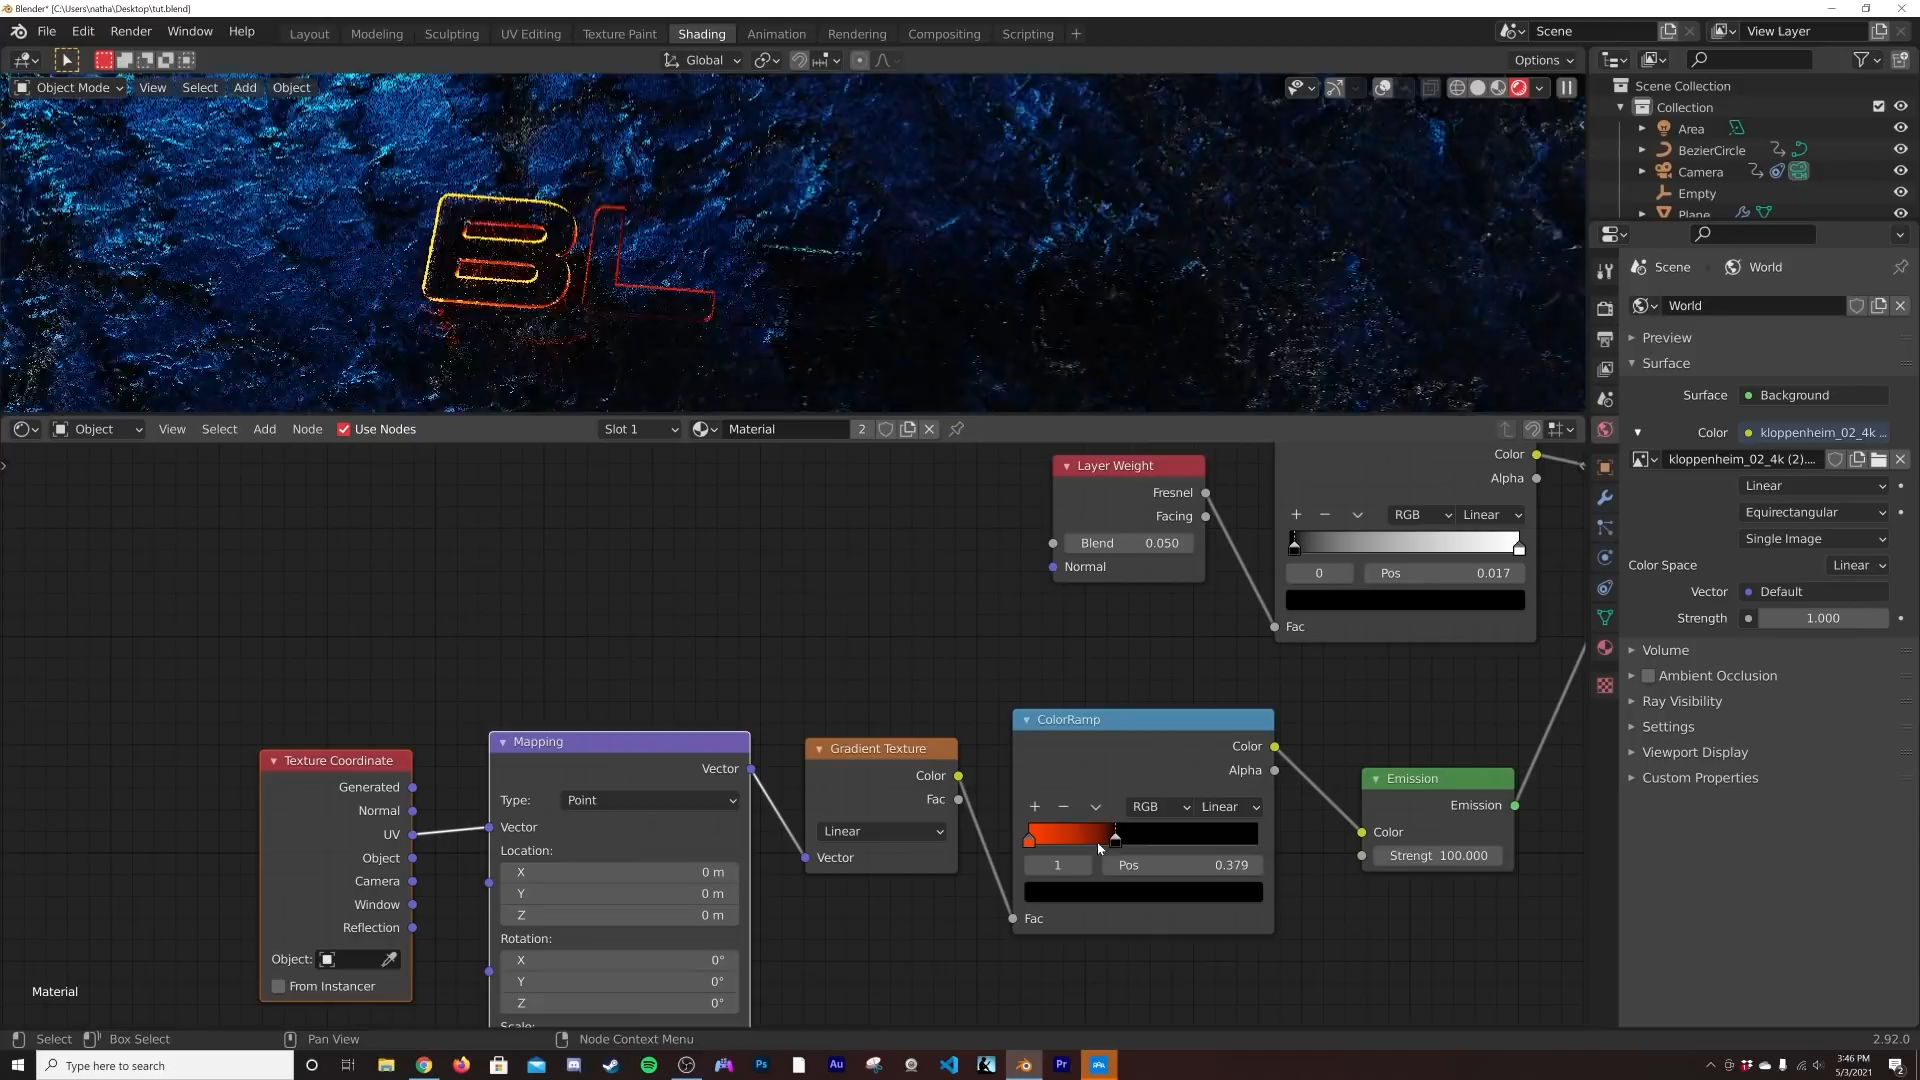 Blender* [C:\Users\natha\Desktop\tut.blend]
File Edit Render Window Help
Layout Modeling Sculpting UV Editing Texture Paint Shading Animation Rendering Compositing Scripting +
Scene
View Layer
Global
Options
Object Mode View Select Add Object
BL
Scene Collection
Collection
Area
BezierCircle
Camera
Empty
Plane
Scene World
World
Preview
Surface
Surface Background
Color kloppenheim_02_4k ...
kloppenheim_02_4k (2)....
Linear
Equirectangular
Single Image
Color Space Linear
Vector Default
Strength 1.000
Volume
Ambient Occlusion
Ray Visibility
Settings
Viewport Display
Custom Properties
Object View Select Add Node Use Nodes Slot 1 Material 2
Layer Weight
Fresnel
Facing
Blend 0.050
Normal
Color
Alpha
RGB Linear
0 Pos 0.017
Fac
Texture Coordinate
Generated
Normal
UV
Object
Camera
Window
Reflection
Object:
From Instancer
Mapping
Vector
Type: Point
Vector
Location:
X 0 m
Y 0 m
Z 0 m
Rotation:
X 0°
Y 0°
Z 0°
Scale:
Gradient Texture
Color
Fac
Linear
Vector
ColorRamp
Color
Alpha
RGB Linear
1 Pos 0.379
Fac
Emission
Emission
Color
Strengt 100.000
Material
Select Box Select Pan View Node Context Menu 2.92.0
Type here to search
Ps
Au
Pr
3:46 PM
5/3/2021
2